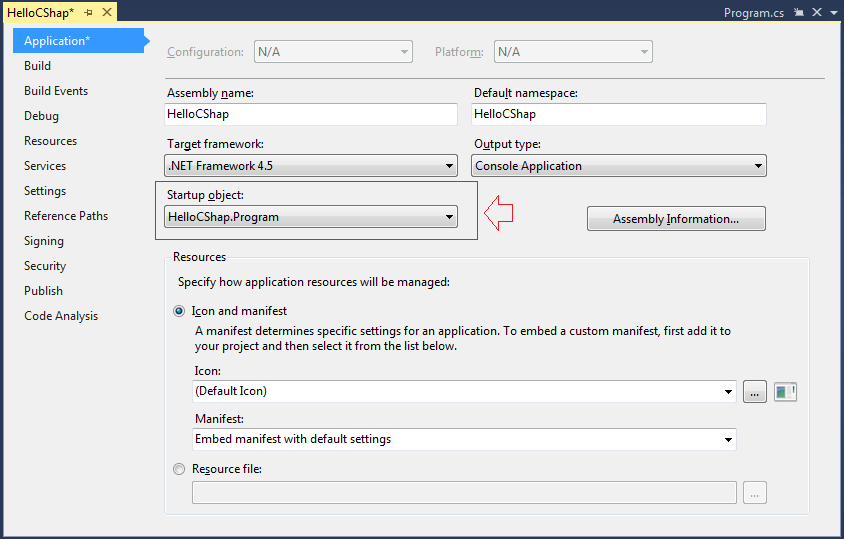 HelloCShap*
Program.cs
Application*
Build
Build Events
Debug
Resources
Services
Settings
Reference Paths
Signing
Security
Publish
Code Analysis
Configuration: N/A Platform: N/A
Assembly name: Default namespace:
HelloCShap HelloCShap
Target framework: Output type:
.NET Framework 4.5 Console Application
Startup object:
HelloCShap.Program
Assembly Information...
Resources
Specify how application resources will be managed:
Icon and manifest
A manifest determines specific settings for an application. To embed a custom manifest, first add it to
your project and then select it from the list below.
Icon:
(Default Icon) ...
Manifest:
Embed manifest with default settings
Resource file:
...